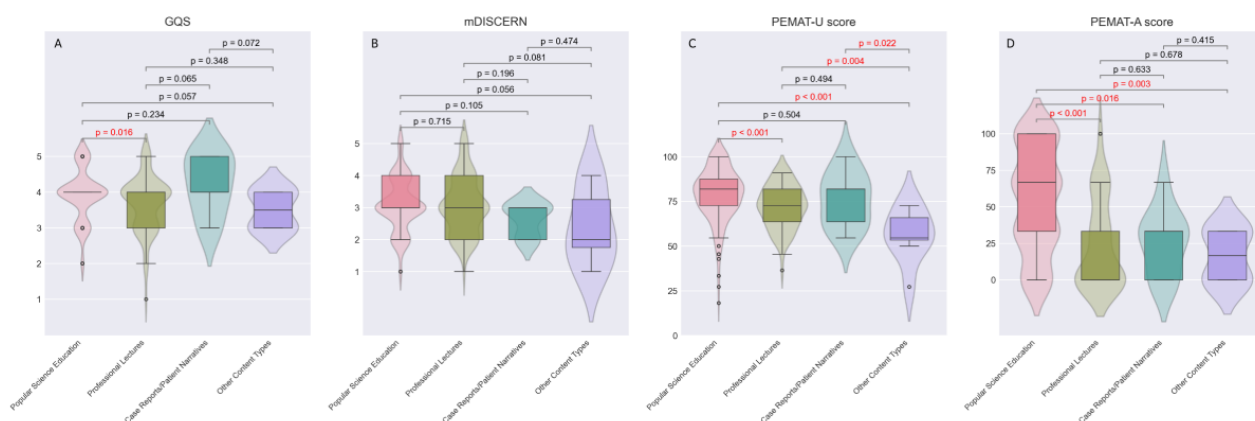 GQS
A
p = 0.072
p = 0.348
p = 0.065
p = 0.057
p = 0.234
p = 0.016
5
4
3
2
1
Popular Science Education
Professional Lectures
Case Reports/Patient Narratives
Other Content Types
mDISCERN
B
p = 0.474
p = 0.081
p = 0.196
p = 0.056
p = 0.105
p = 0.715
5
4
3
2
1
Popular Science Education
Professional Lectures
Case Reports/Patient Narratives
Other Content Types
PEMAT-U score
C
p = 0.022
p = 0.004
p = 0.494
p < 0.001
p = 0.504
p < 0.001
100
75
50
25
0
Popular Science Education
Professional Lectures
Case Reports/Patient Narratives
Other Content Types
PEMAT-A score
D
p = 0.415
p = 0.678
p = 0.633
p = 0.003
p = 0.016
p < 0.001
100
75
50
25
0
Popular Science Education
Professional Lectures
Case Reports/Patient Narratives
Other Content Types